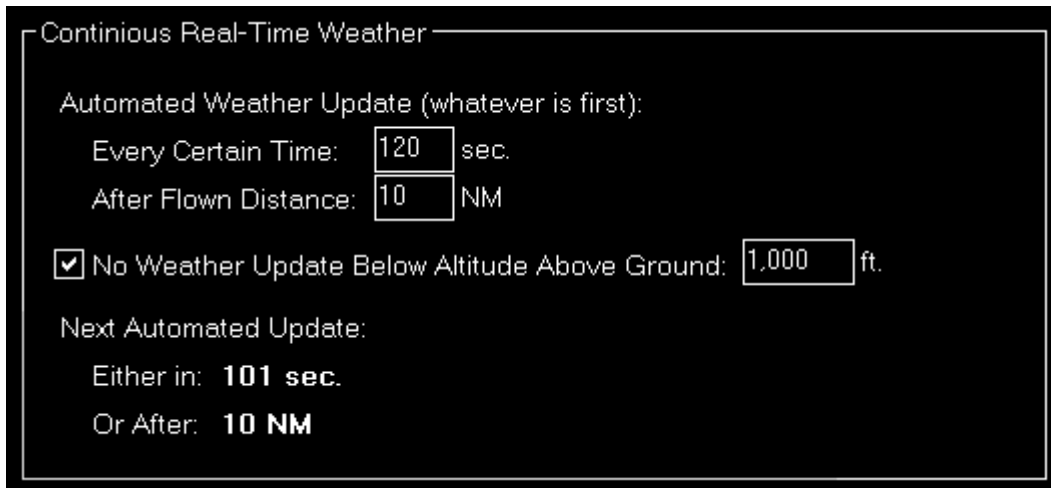 Continious Real-Time Weather
Automated Weather Update (whatever is first):
Every Certain Time: 120 sec.
After Flown Distance: 10 NM
No Weather Update Below Altitude Above Ground: 1,000 ft.
Next Automated Update:
Either in: 101 sec.
Or After: 10 NM